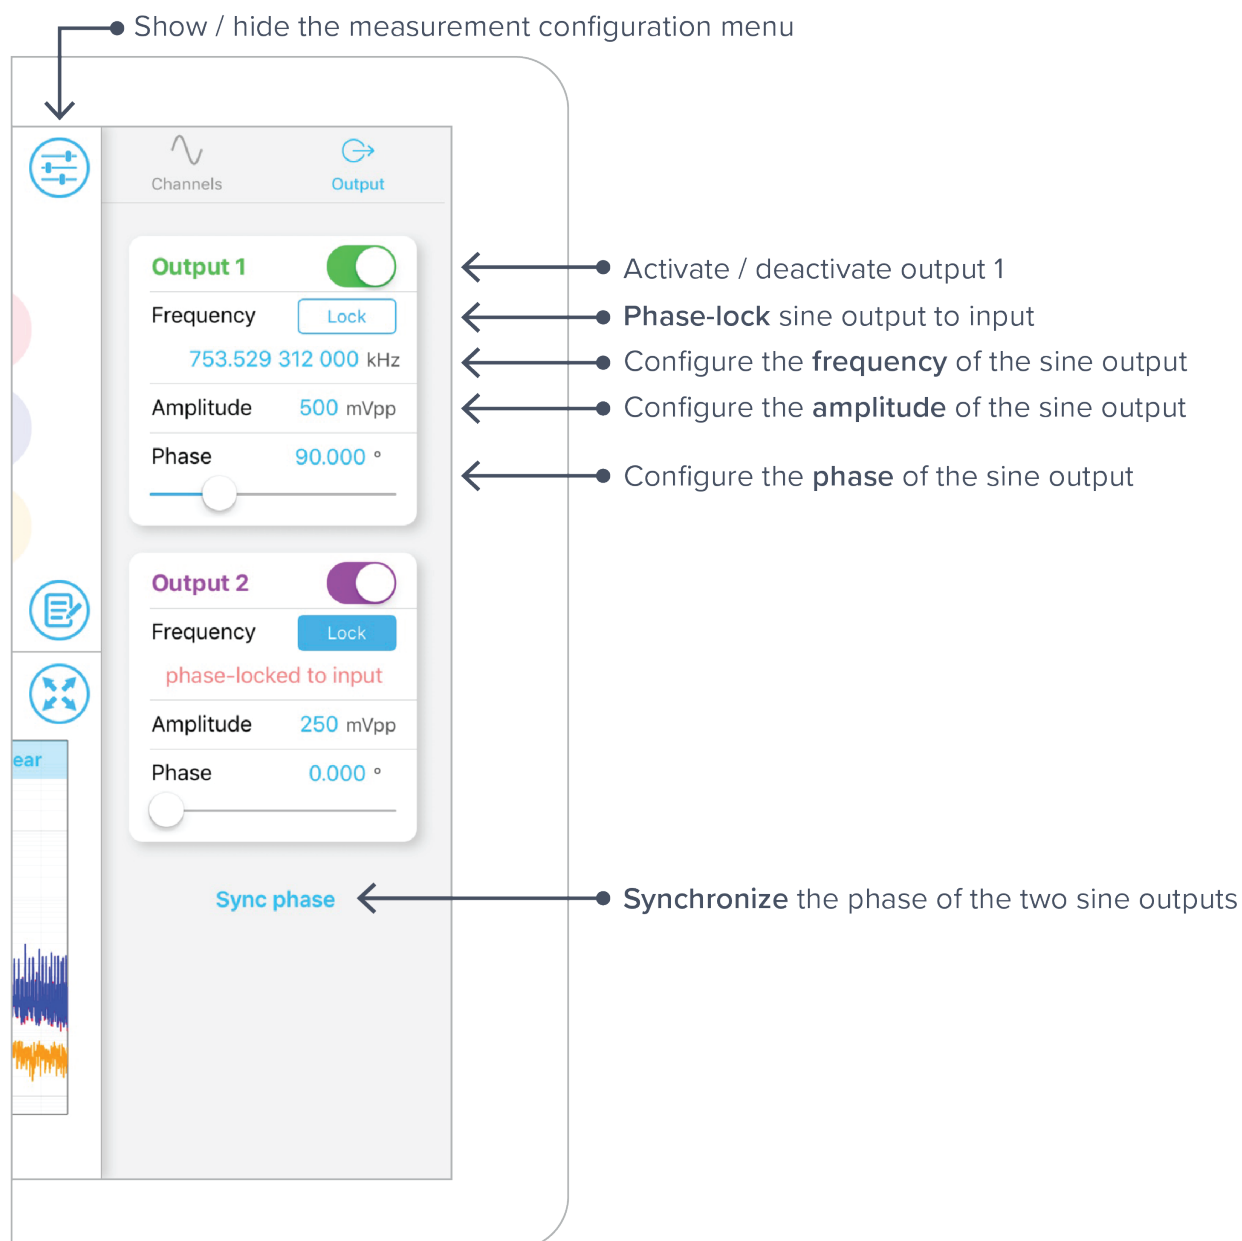 Show / hide the measurement configuration menu
Channels
Output
Output 1
Activate / deactivate output 1
Frequency
Lock
Phase-lock sine output to input
753.529 312 000 kHz
Configure the frequency of the sine output
Amplitude
500 mVpp
Configure the amplitude of the sine output
Phase
90.000 °
Configure the phase of the sine output
Output 2
Frequency
Lock
phase-locked to input
Amplitude
250 mVpp
ear
Phase
0.000 °
Sync phase
Synchronize the phase of the two sine outputs